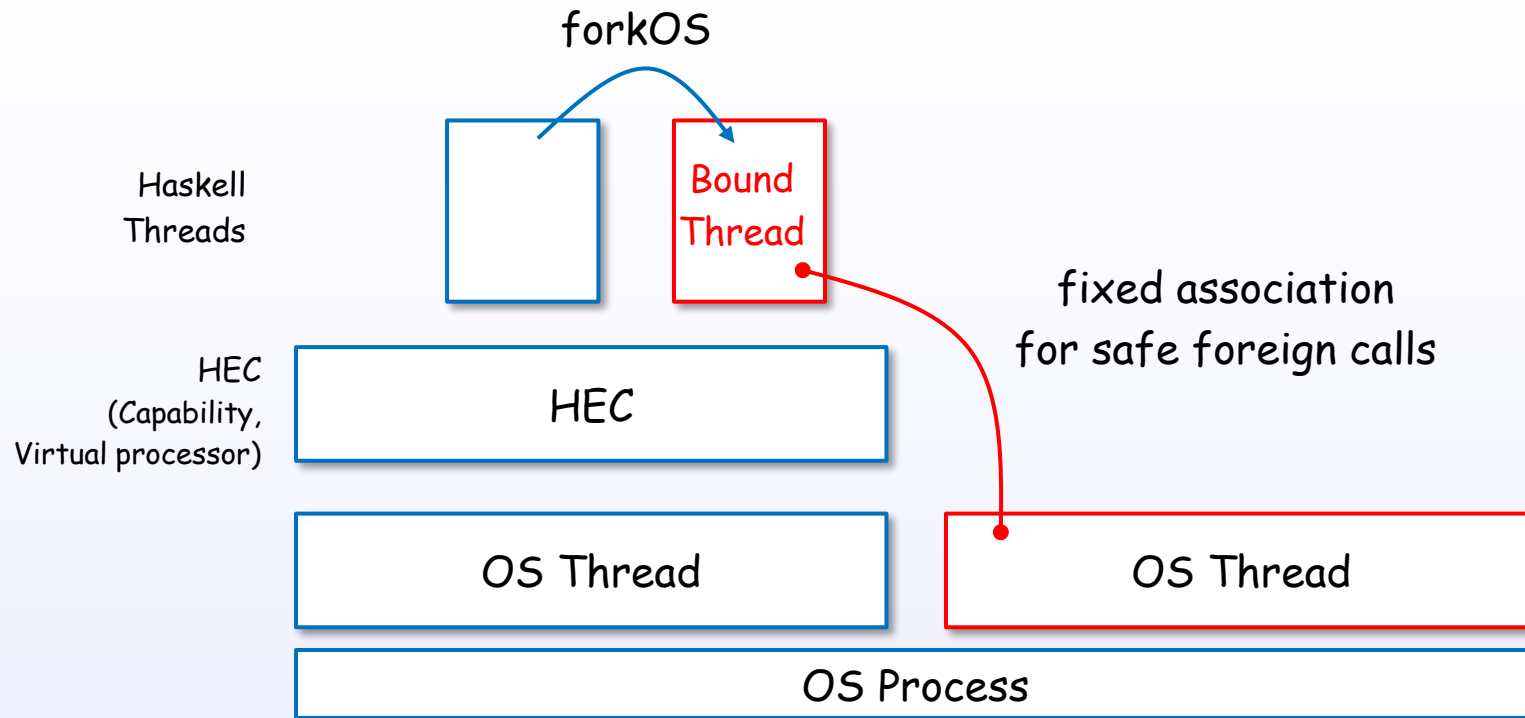 forkOS
Haskell
Threads
Bound
Thread
fixed association
for safe foreign calls
HEC
(Capability,
Virtual processor)
HEC
OS Thread
OS Thread
OS Process